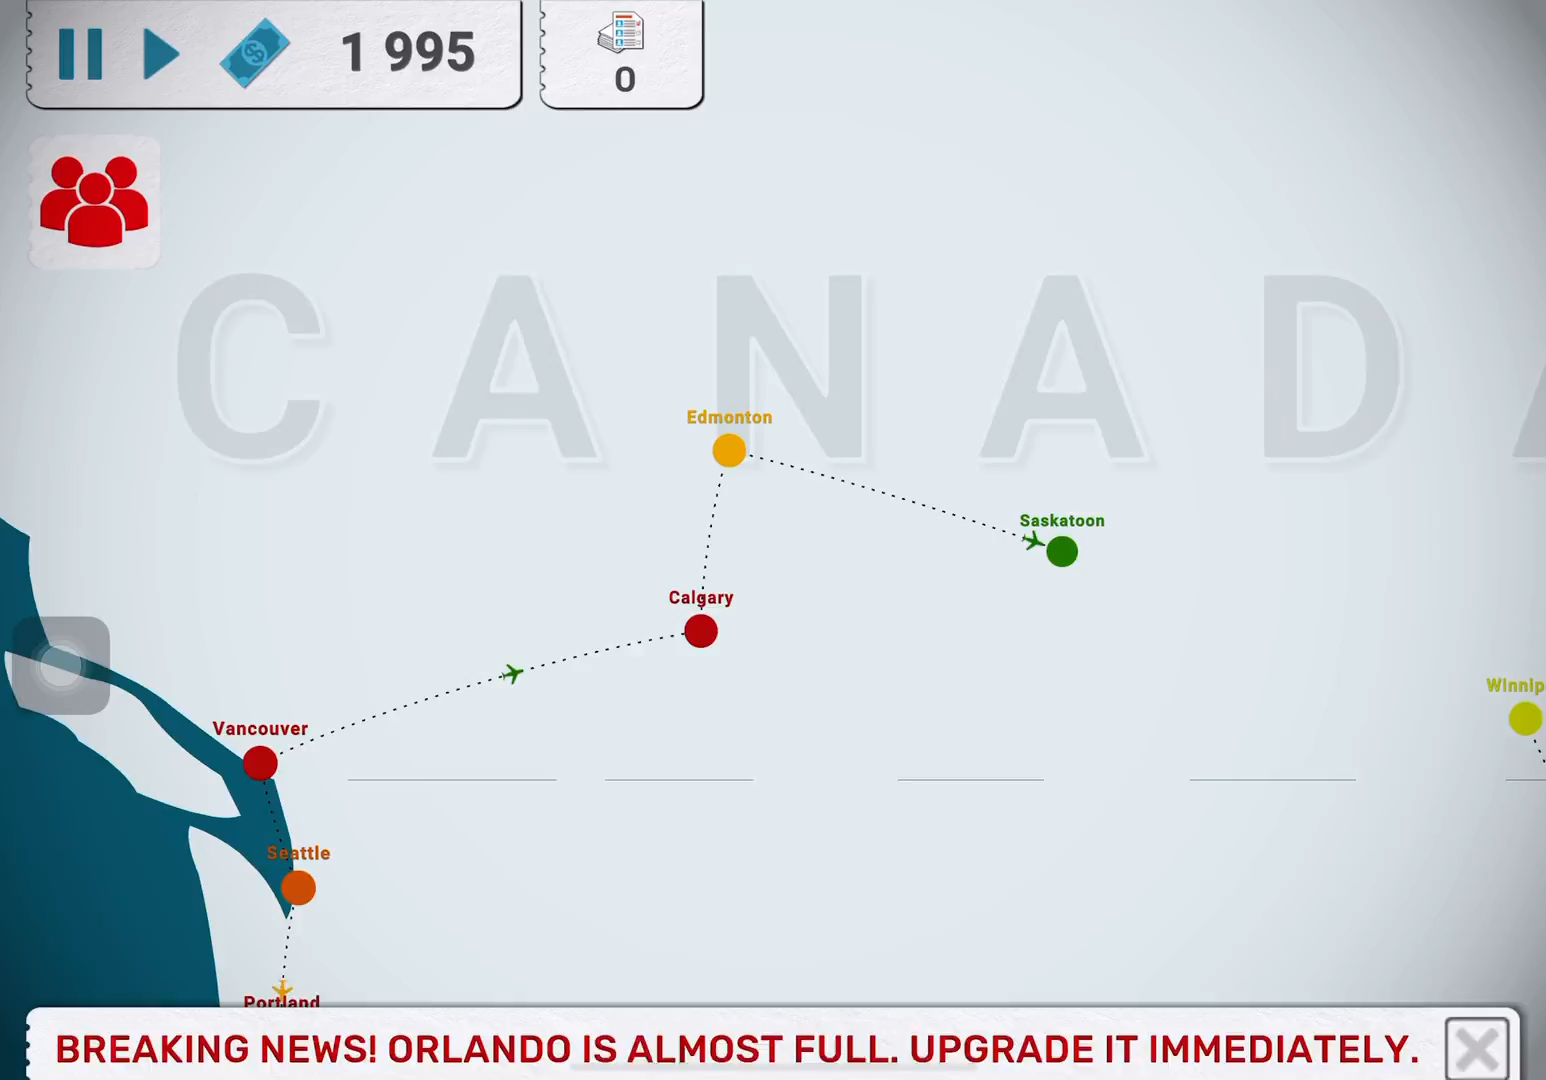 1 995
0
CANADA
Edmonton
Saskatoon
Calgary
Winnip
Vancouver
Seattle
Portland
BREAKING NEWS! ORLANDO IS ALMOST FULL. UPGRADE IT IMMEDIATELY.